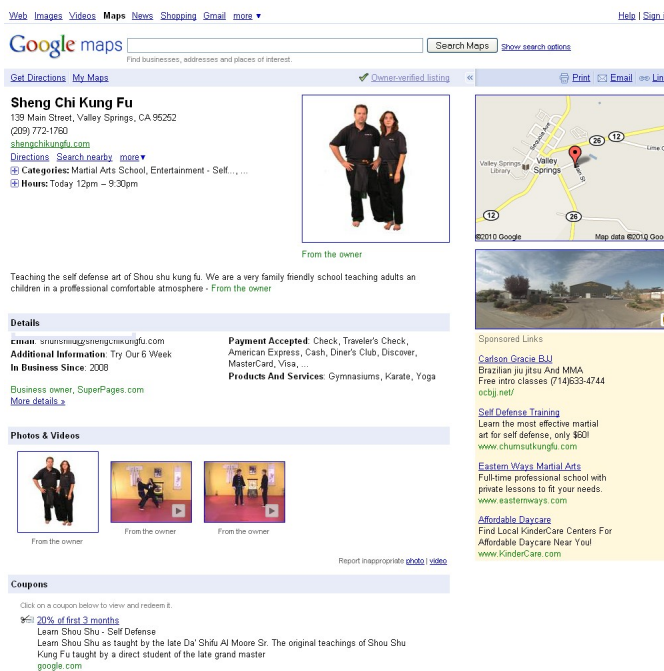 Web Images Videos Maps News Shopping Gmail more ▼
Help | Sign
Google maps
Search Maps
Show search options
Find businesses, addresses and places of interest.
Get Directions My Maps
Owner-verified listing
«
Print Email
Sheng Chi Kung Fu
139 Main Street, Valley Springs, CA 95252
(209) 772-1760
shengchikungfu.com
Directions Search nearby more▼
Categories: Martial Arts School, Entertainment - Self..., ...
Hours: Today 12pm – 9:30pm
From the owner
Teaching the self defense art of Shou shu kung fu. We are a very family friendly school teaching adults an
children in a proffessional comfortable atmosphere - From the owner
Details
Email: shunshifu@shengchikungfu.com
Additional Information: Try Our 6 Week
In Business Since: 2008
Business owner, SuperPages.com
More details »
Payment Accepted: Check, Traveler's Check,
American Express, Cash, Diner's Club, Discover,
MasterCard, Visa, ...
Products And Services: Gymnasiums, Karate, Yoga
Photos & Videos
From the owner
From the owner
From the owner
Report inappropriate photo | video
Coupons
Click on a coupon below to view and redeem it.
20% of first 3 months
Learn Shou Shu - Self Defense
Learn Shou Shu as taught by the late Da' Shifu Al Moore Sr. The original teachings of Shou Shu
Kung Fu taught by a direct student of the late grand master
google.com
Sequoia Ave
26
12
Lime
Valley Springs
Library
Valley
Springs
Main St
12
26
©2010 Google
Map data ©2010
Sponsored Links
Carlson Gracie BJJ
Brazilian jiu jitsu And MMA
Free intro classes (714)633-4744
ocbjj.net/
Self Defense Training
Learn the most effective martial
art for self defense, only $60!
www.chumsutkungfu.com
Eastern Ways Martial Arts
Full-time professional school with
private lessons to fit your needs.
www.easternways.com
Affordable Daycare
Find Local KinderCare Centers For
Affordable Daycare Near You!
www.KinderCare.com